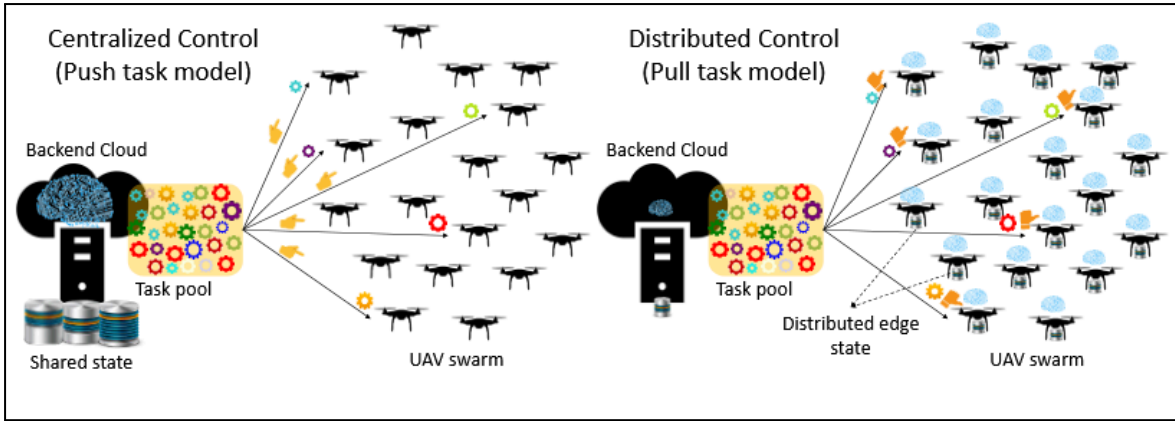 Centralized Control
(Push task model)
Backend Cloud
Task pool
Shared state
UAV swarm
Distributed Control
(Pull task model)
Backend Cloud
Task pool
Distributed edge
state
UAV swarm